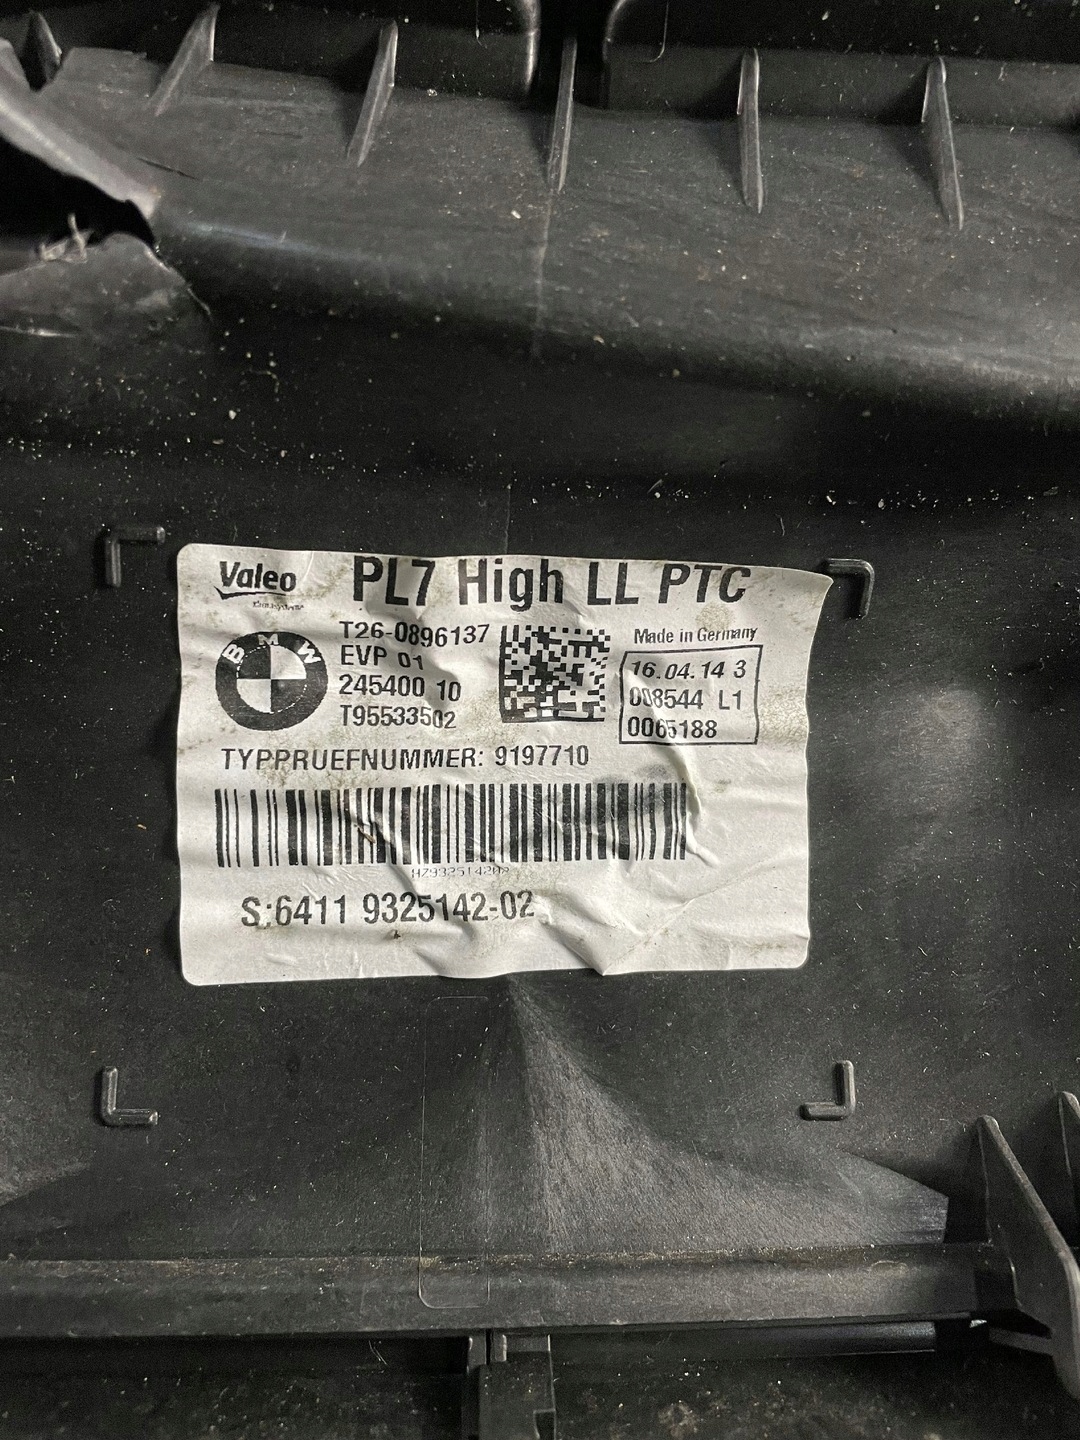 Valeo
PL7 High LL PTC
BMW
T26-0896137
EVP 01
245400 10
T95533502
Made in Germany
16.04.14 3
008544 L1
0065188
TYPPRUEFNUMMER: 9197710
S:6411 9325142-02